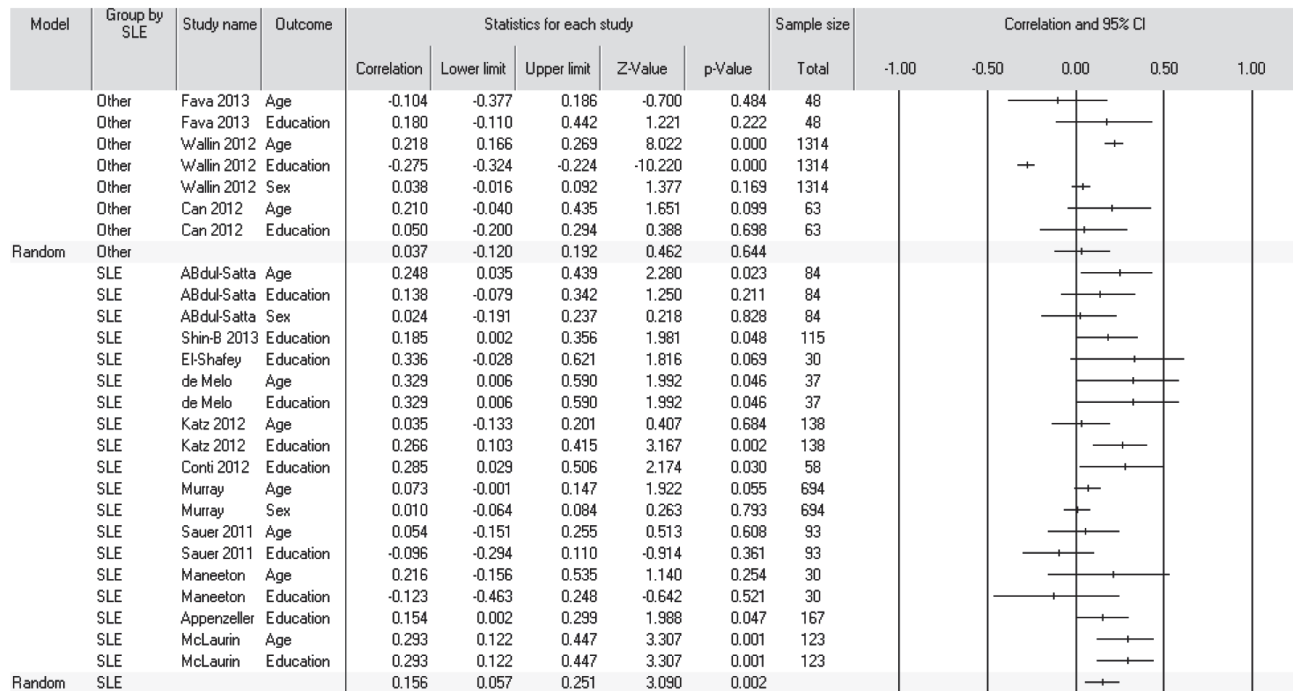 Model Group by SLE Study name Outcome Statistics for each study Sample size Correlation and 95% CI
Correlation Lower limit Upper limit Z-Value p-Value Total -1.00 -0.50 0.00 0.50 1.00
Other Fava 2013 Age -0.104 -0.377 0.186 -0.700 0.484 48
Other Fava 2013 Education 0.180 -0.110 0.442 1.221 0.222 48
Other Wallin 2012 Age 0.218 0.166 0.269 8.022 0.000 1314
Other Wallin 2012 Education -0.275 -0.324 -0.224 -10.220 0.000 1314
Other Wallin 2012 Sex 0.038 -0.016 0.092 1.377 0.169 1314
Other Can 2012 Age 0.210 -0.040 0.435 1.651 0.099 63
Other Can 2012 Education 0.050 -0.200 0.294 0.388 0.698 63
Random Other 0.037 -0.120 0.192 0.462 0.644
SLE ABdul-Satta Age 0.248 0.035 0.439 2.280 0.023 84
SLE ABdul-Satta Education 0.138 -0.079 0.342 1.250 0.211 84
SLE ABdul-Satta Sex 0.024 -0.191 0.237 0.218 0.828 84
SLE Shin-B 2013 Education 0.185 0.002 0.356 1.981 0.048 115
SLE El-Shafey Education 0.336 -0.028 0.621 1.816 0.069 30
SLE de Melo Age 0.329 0.006 0.590 1.992 0.046 37
SLE de Melo Education 0.329 0.006 0.590 1.992 0.046 37
SLE Katz 2012 Age 0.035 -0.133 0.201 0.407 0.684 138
SLE Katz 2012 Education 0.266 0.103 0.415 3.167 0.002 138
SLE Conti 2012 Education 0.285 0.029 0.506 2.174 0.030 58
SLE Murray Age 0.073 -0.001 0.147 1.922 0.055 694
SLE Murray Sex 0.010 -0.064 0.084 0.263 0.793 694
SLE Sauer 2011 Age 0.054 -0.151 0.255 0.513 0.608 93
SLE Sauer 2011 Education -0.096 -0.294 0.110 -0.914 0.361 93
SLE Maneeton Age 0.216 -0.156 0.535 1.140 0.254 30
SLE Maneeton Education -0.123 -0.463 0.248 -0.642 0.521 30
SLE Appenzeller Education 0.154 0.002 0.299 1.988 0.047 167
SLE McLaurin Age 0.293 0.122 0.447 3.307 0.001 123
SLE McLaurin Education 0.293 0.122 0.447 3.307 0.001 123
Random SLE 0.156 0.057 0.251 3.090 0.002